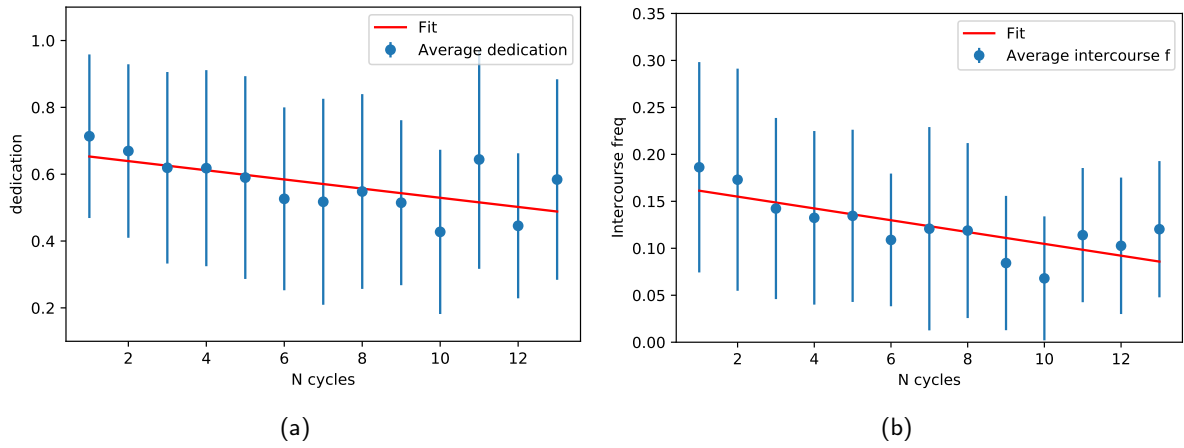 1.0
0.8
0.6
0.4
0.2
dedication
2 4 6 8 10 12
N cycles
Fit
Average dedication
(a)
0.35
0.30
0.25
0.20
0.15
0.10
0.05
0.00
Intercourse freq
2 4 6 8 10 12
N cycles
Fit
Average intercourse f
(b)